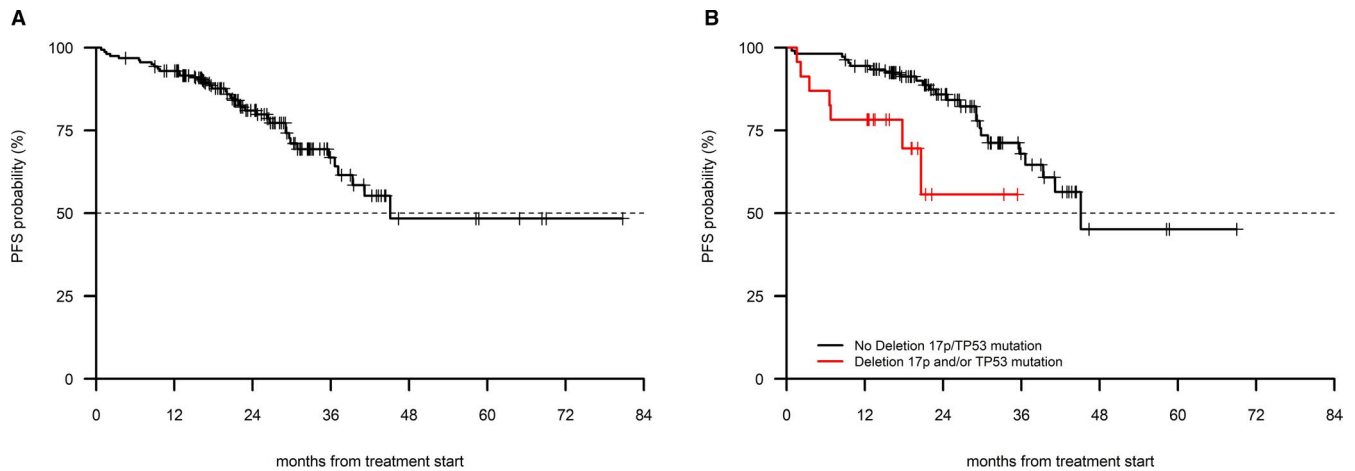 A
100
75
50
25
0
PFS probability (%)
0 12 24 36 48 60 72 84
months from treatment start
B
100
75
50
25
0
PFS probability (%)
No Deletion 17p/TP53 mutation
Deletion 17p and/or TP53 mutation
0 12 24 36 48 60 72 84
months from treatment start